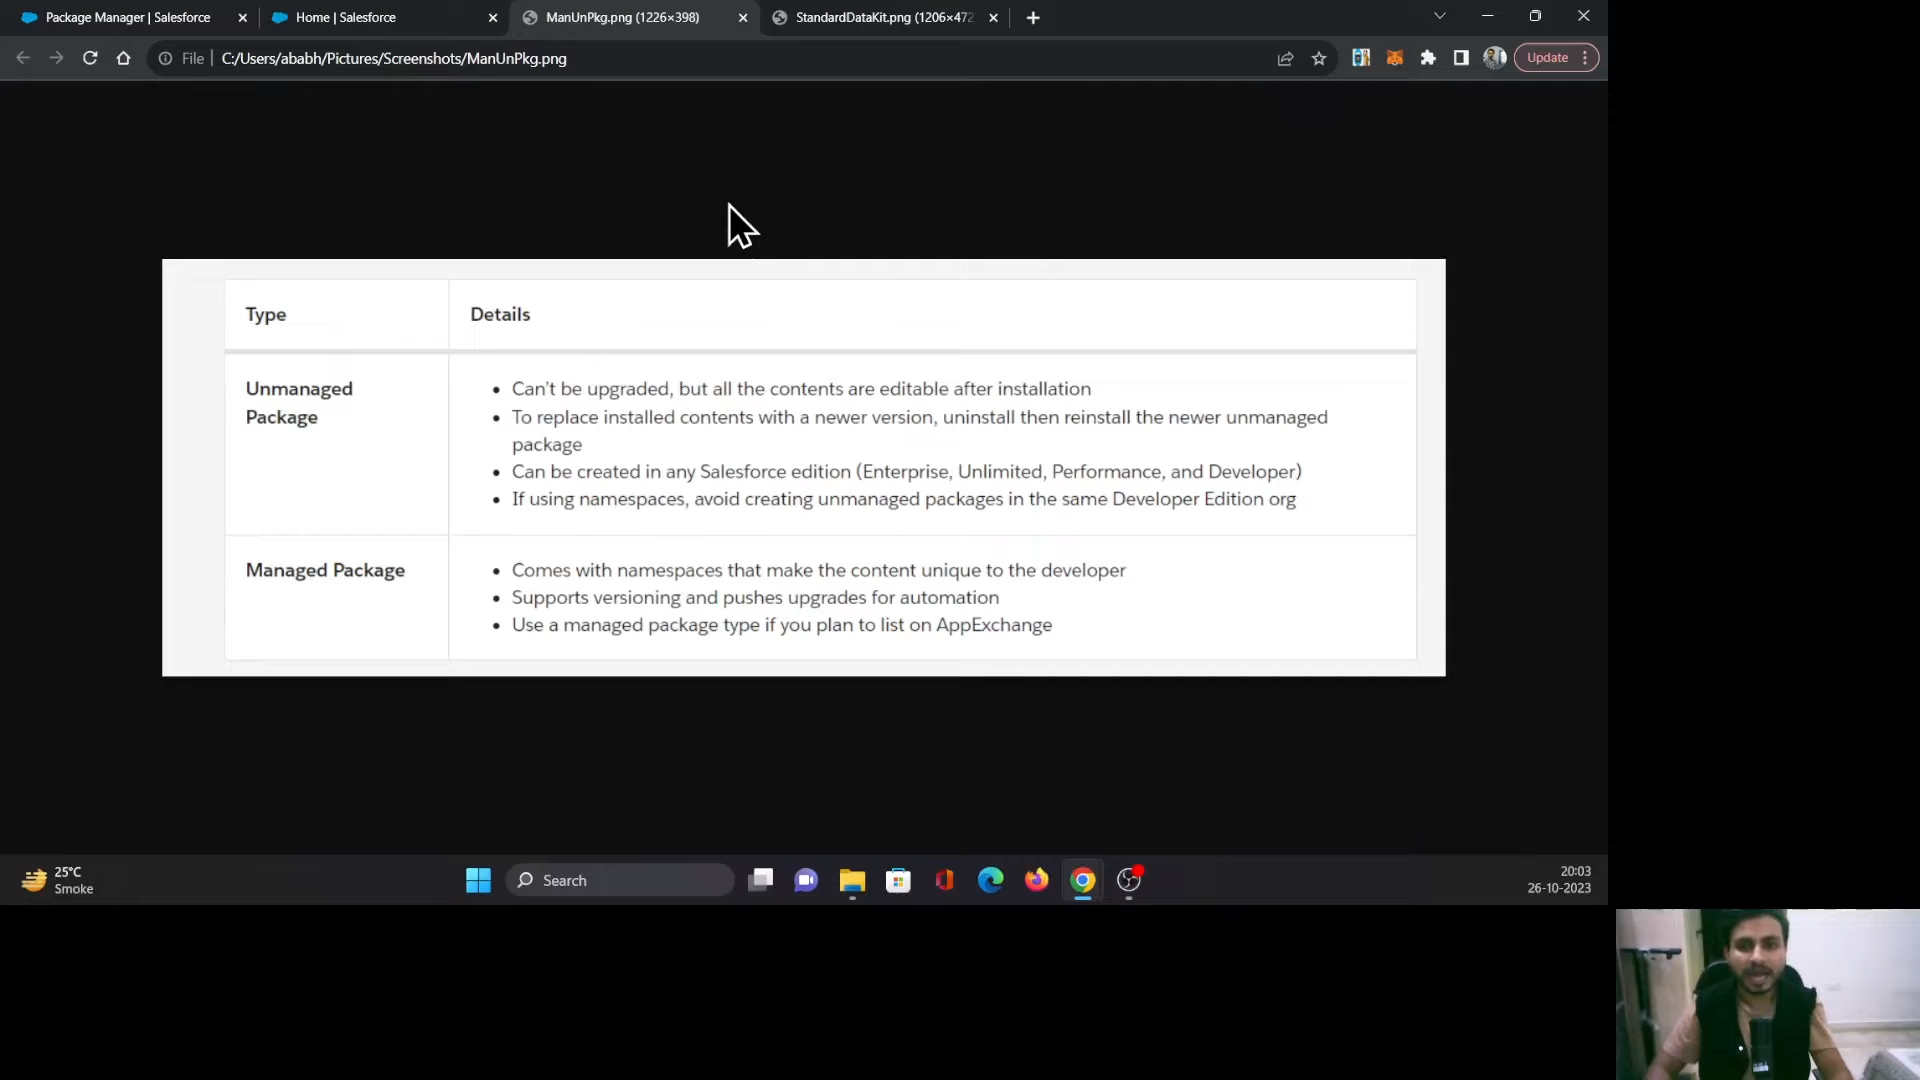 Package Manager | Salesforce
Home | Salesforce
ManUnPkg.png (1226×398)
StandardDataKit.png (1206×472
File
C:/Users/ababh/Pictures/Screenshots/ManUnPkg.png
Update
Type
Details
Unmanaged
Package
• Can't be upgraded, but all the contents are editable after installation
• To replace installed contents with a newer version, uninstall then reinstall the newer unmanaged
package
• Can be created in any Salesforce edition (Enterprise, Unlimited, Performance, and Developer)
• If using namespaces, avoid creating unmanaged packages in the same Developer Edition org
Managed Package
• Comes with namespaces that make the content unique to the developer
• Supports versioning and pushes upgrades for automation
• Use a managed package type if you plan to list on AppExchange
25°C
Smoke
Search
20:03
26-10-2023